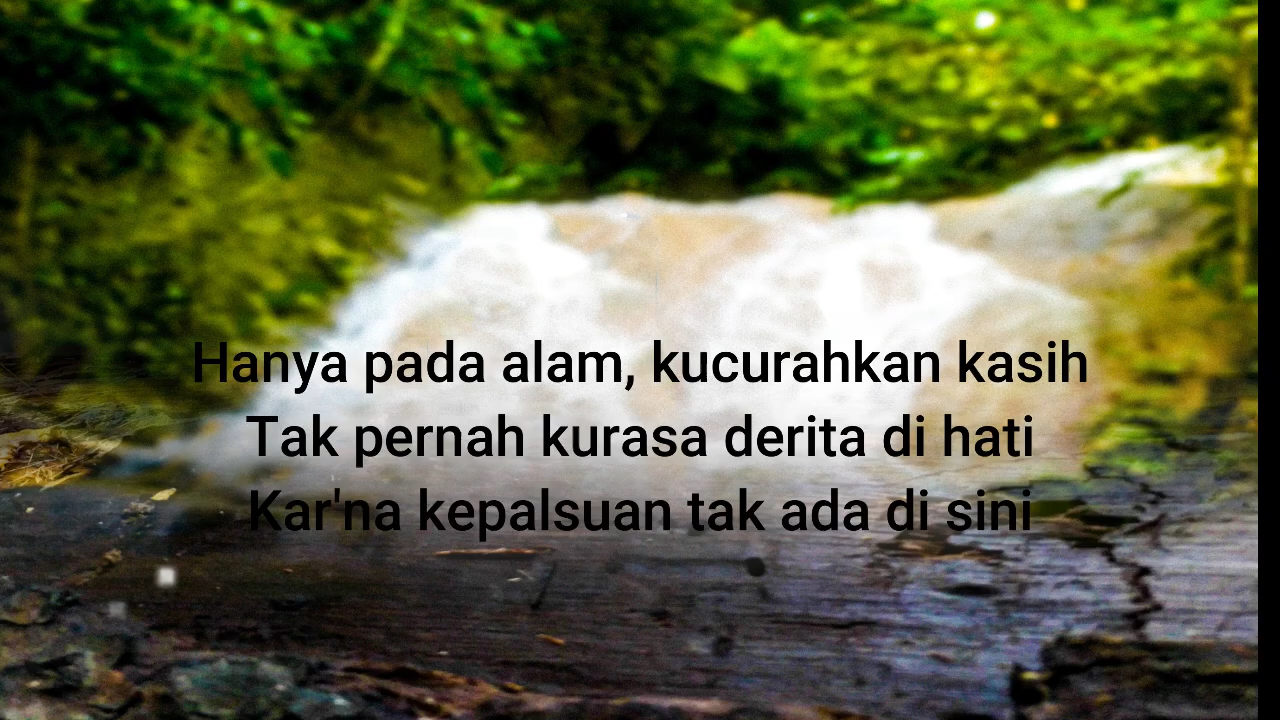 Hanya pada alam, kucurahkan kasih
Tak pernah kurasa derita di hati
Kar'na kepalsuan tak ada di sini